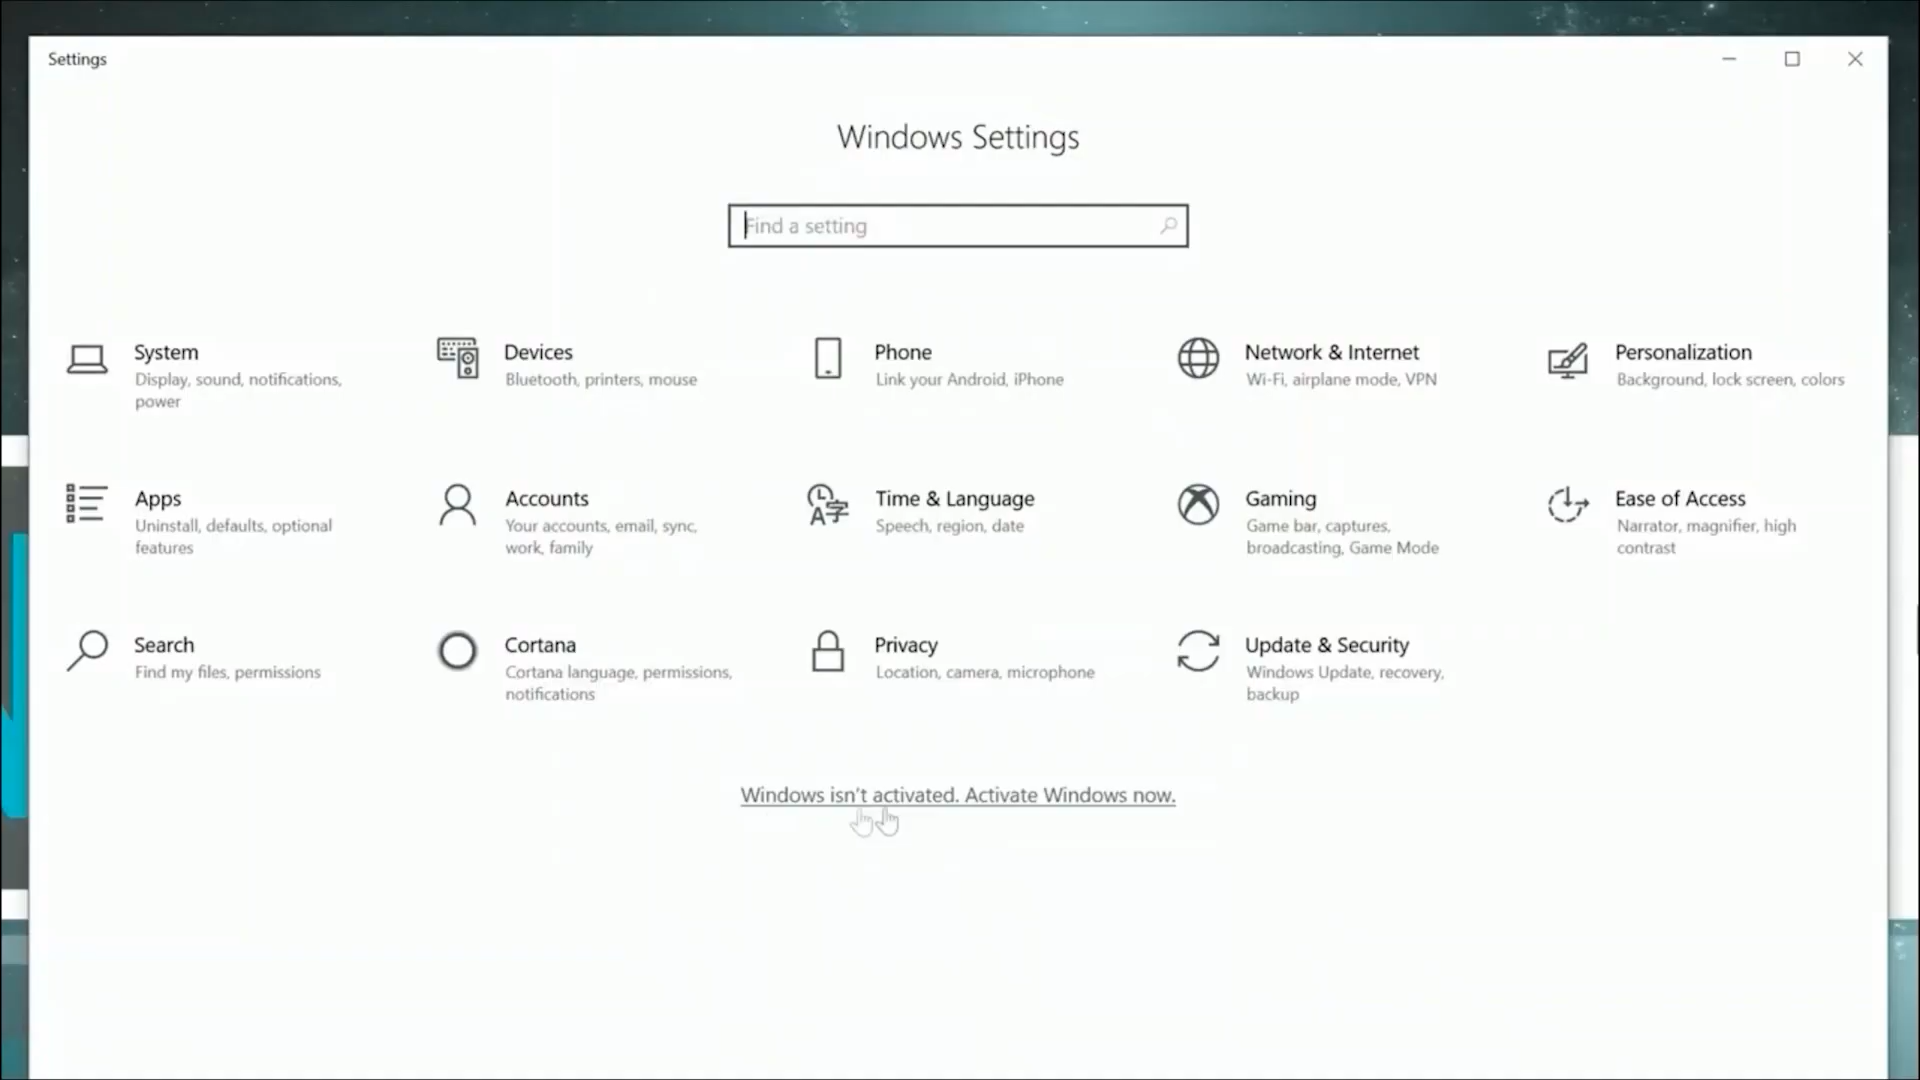 Settings
Windows Settings
Find a setting
System
Display, sound, notifications,
power
Devices
Bluetooth, printers, mouse
Phone
Link your Android, iPhone
Network & Internet
Wi-Fi, airplane mode, VPN
Personalization
Background, lock screen, colors
Apps
Uninstall, defaults, optional
features
Accounts
Your accounts, email, sync,
work, family
Time & Language
Speech, region, date
Gaming
Game bar, captures,
broadcasting, Game Mode
Ease of Access
Narrator, magnifier, high
contrast
Search
Find my files, permissions
Cortana
Cortana language, permissions,
notifications
Privacy
Location, camera, microphone
Update & Security
Windows Update, recovery,
backup
Windows isn't activated. Activate Windows now.